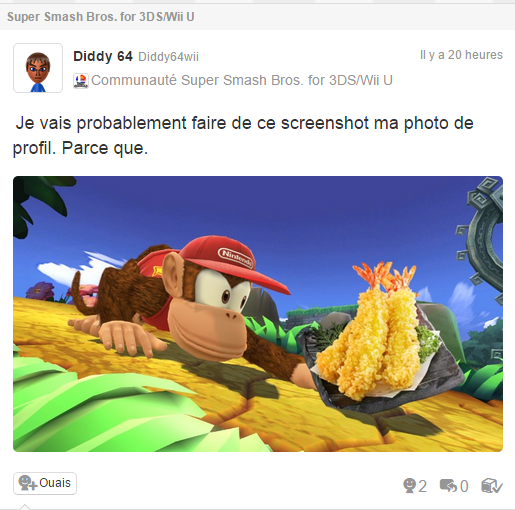 Super Smash Bros. for 3DS/Wii U
Diddy 64 Diddy64wii
Il y a 20 heures
Communauté Super Smash Bros. for 3DS/Wii U
Je vais probablement faire de ce screenshot ma photo de
profil. Parce que.
Nintendo
Ouais
2
0